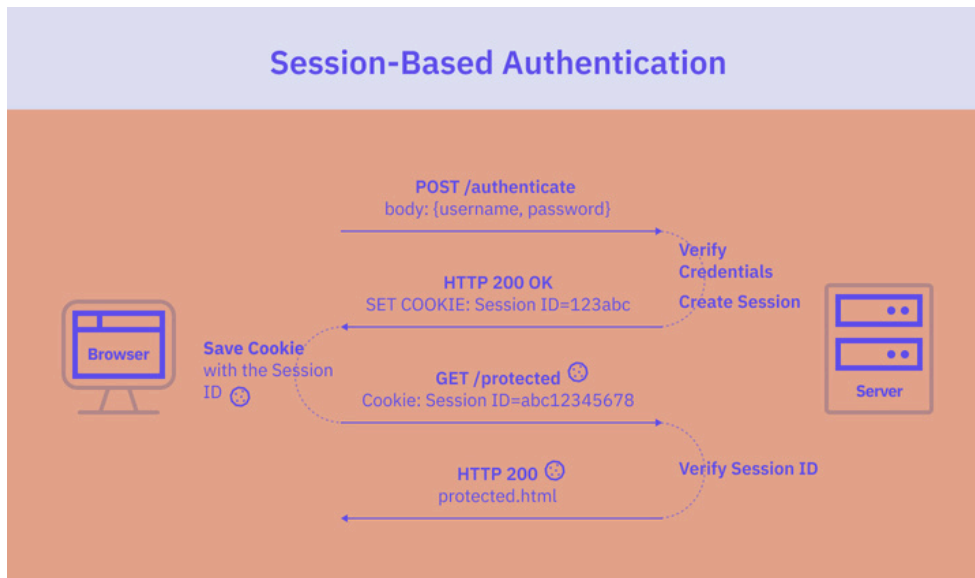 Session-Based Authentication
POST /authenticate
body: {username, password}
Verify
Credentials
Create Session
HTTP 200 OK
SET COOKIE: Session ID=123abc
Browser
Save Cookie
with the Session
ID
GET /protected
Cookie: Session ID=abc12345678
Server
Verify Session ID
HTTP 200
protected.html